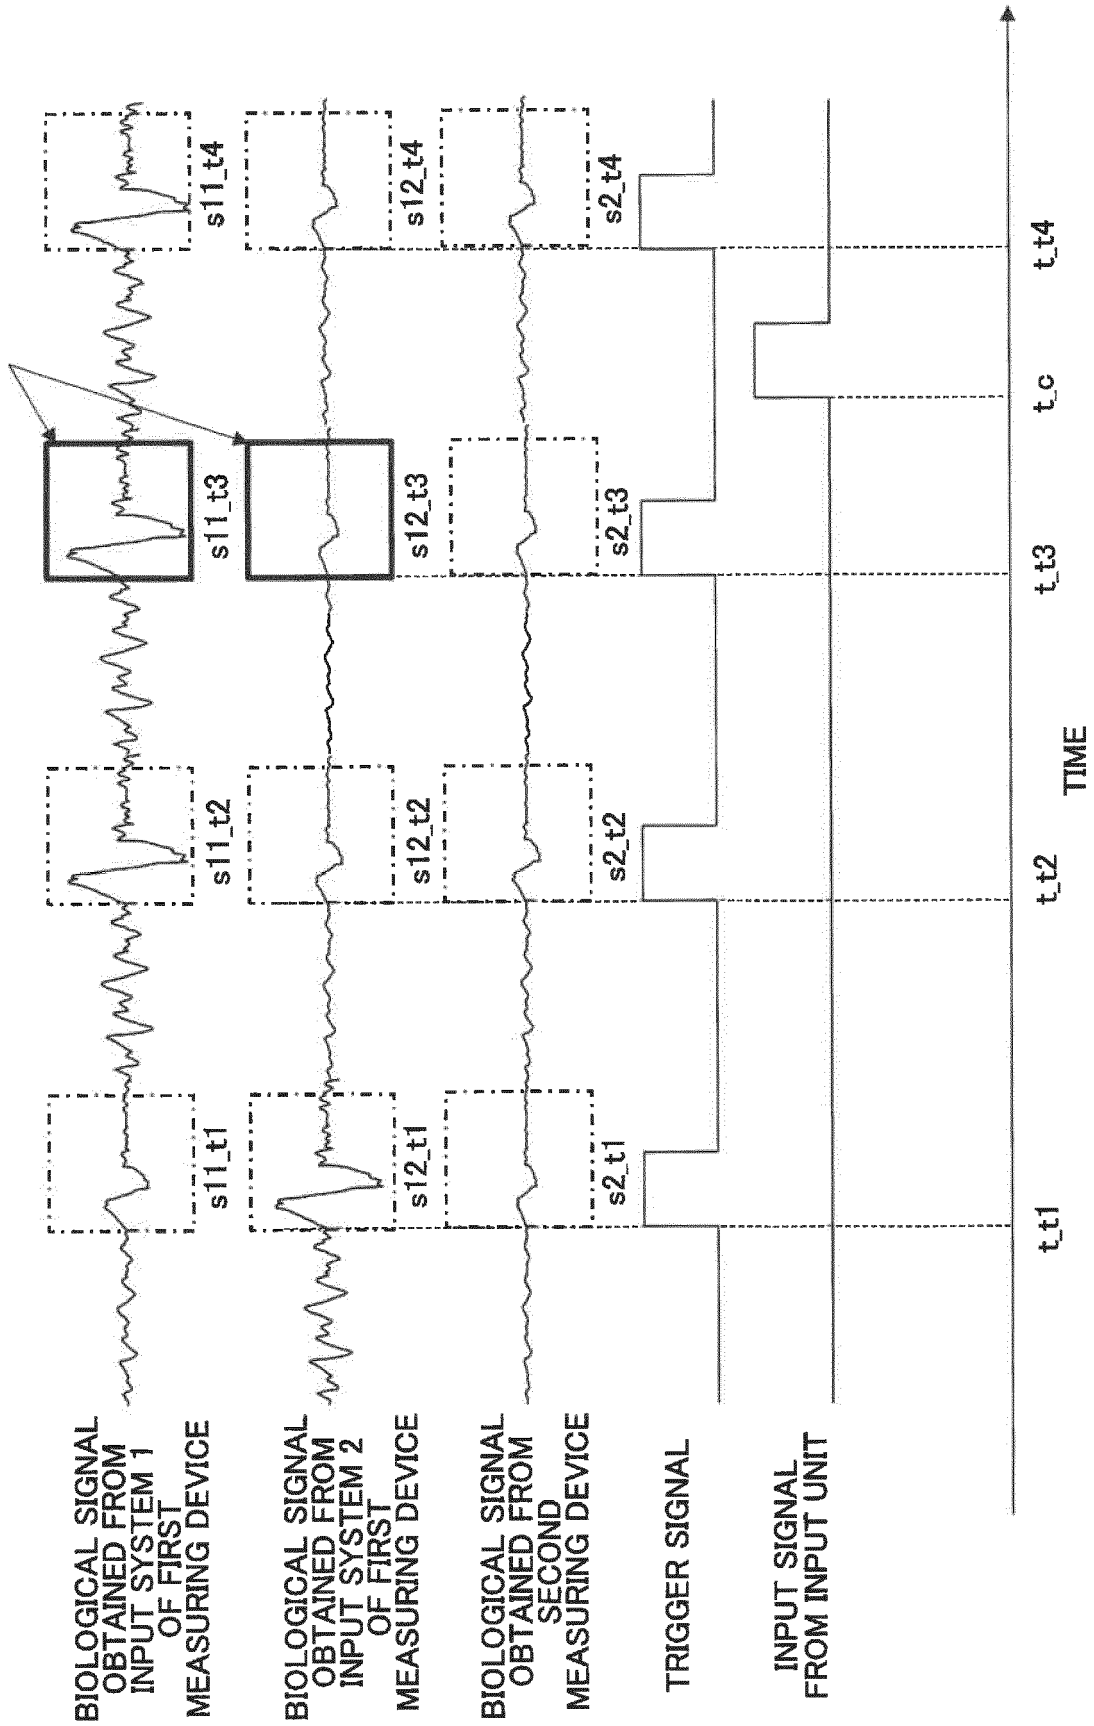 BIOLOGICAL SIGNAL
OBTAINED FROM
INPUT SYSTEM 1
OF FIRST
MEASURING DEVICE
s11_t1
s11_t2
s11_t3
s11_t4
BIOLOGICAL SIGNAL
OBTAINED FROM
INPUT SYSTEM 2
OF FIRST
MEASURING DEVICE
s12_t1
s12_t2
s12_t3
s12_t4
BIOLOGICAL SIGNAL
OBTAINED FROM
SECOND
MEASURING DEVICE
s2_t1
s2_t2
s2_t3
s2_t4
TRIGGER SIGNAL
INPUT SIGNAL
FROM INPUT UNIT
t_t1
t_t2
t_t3
t_c
t_t4
TIME